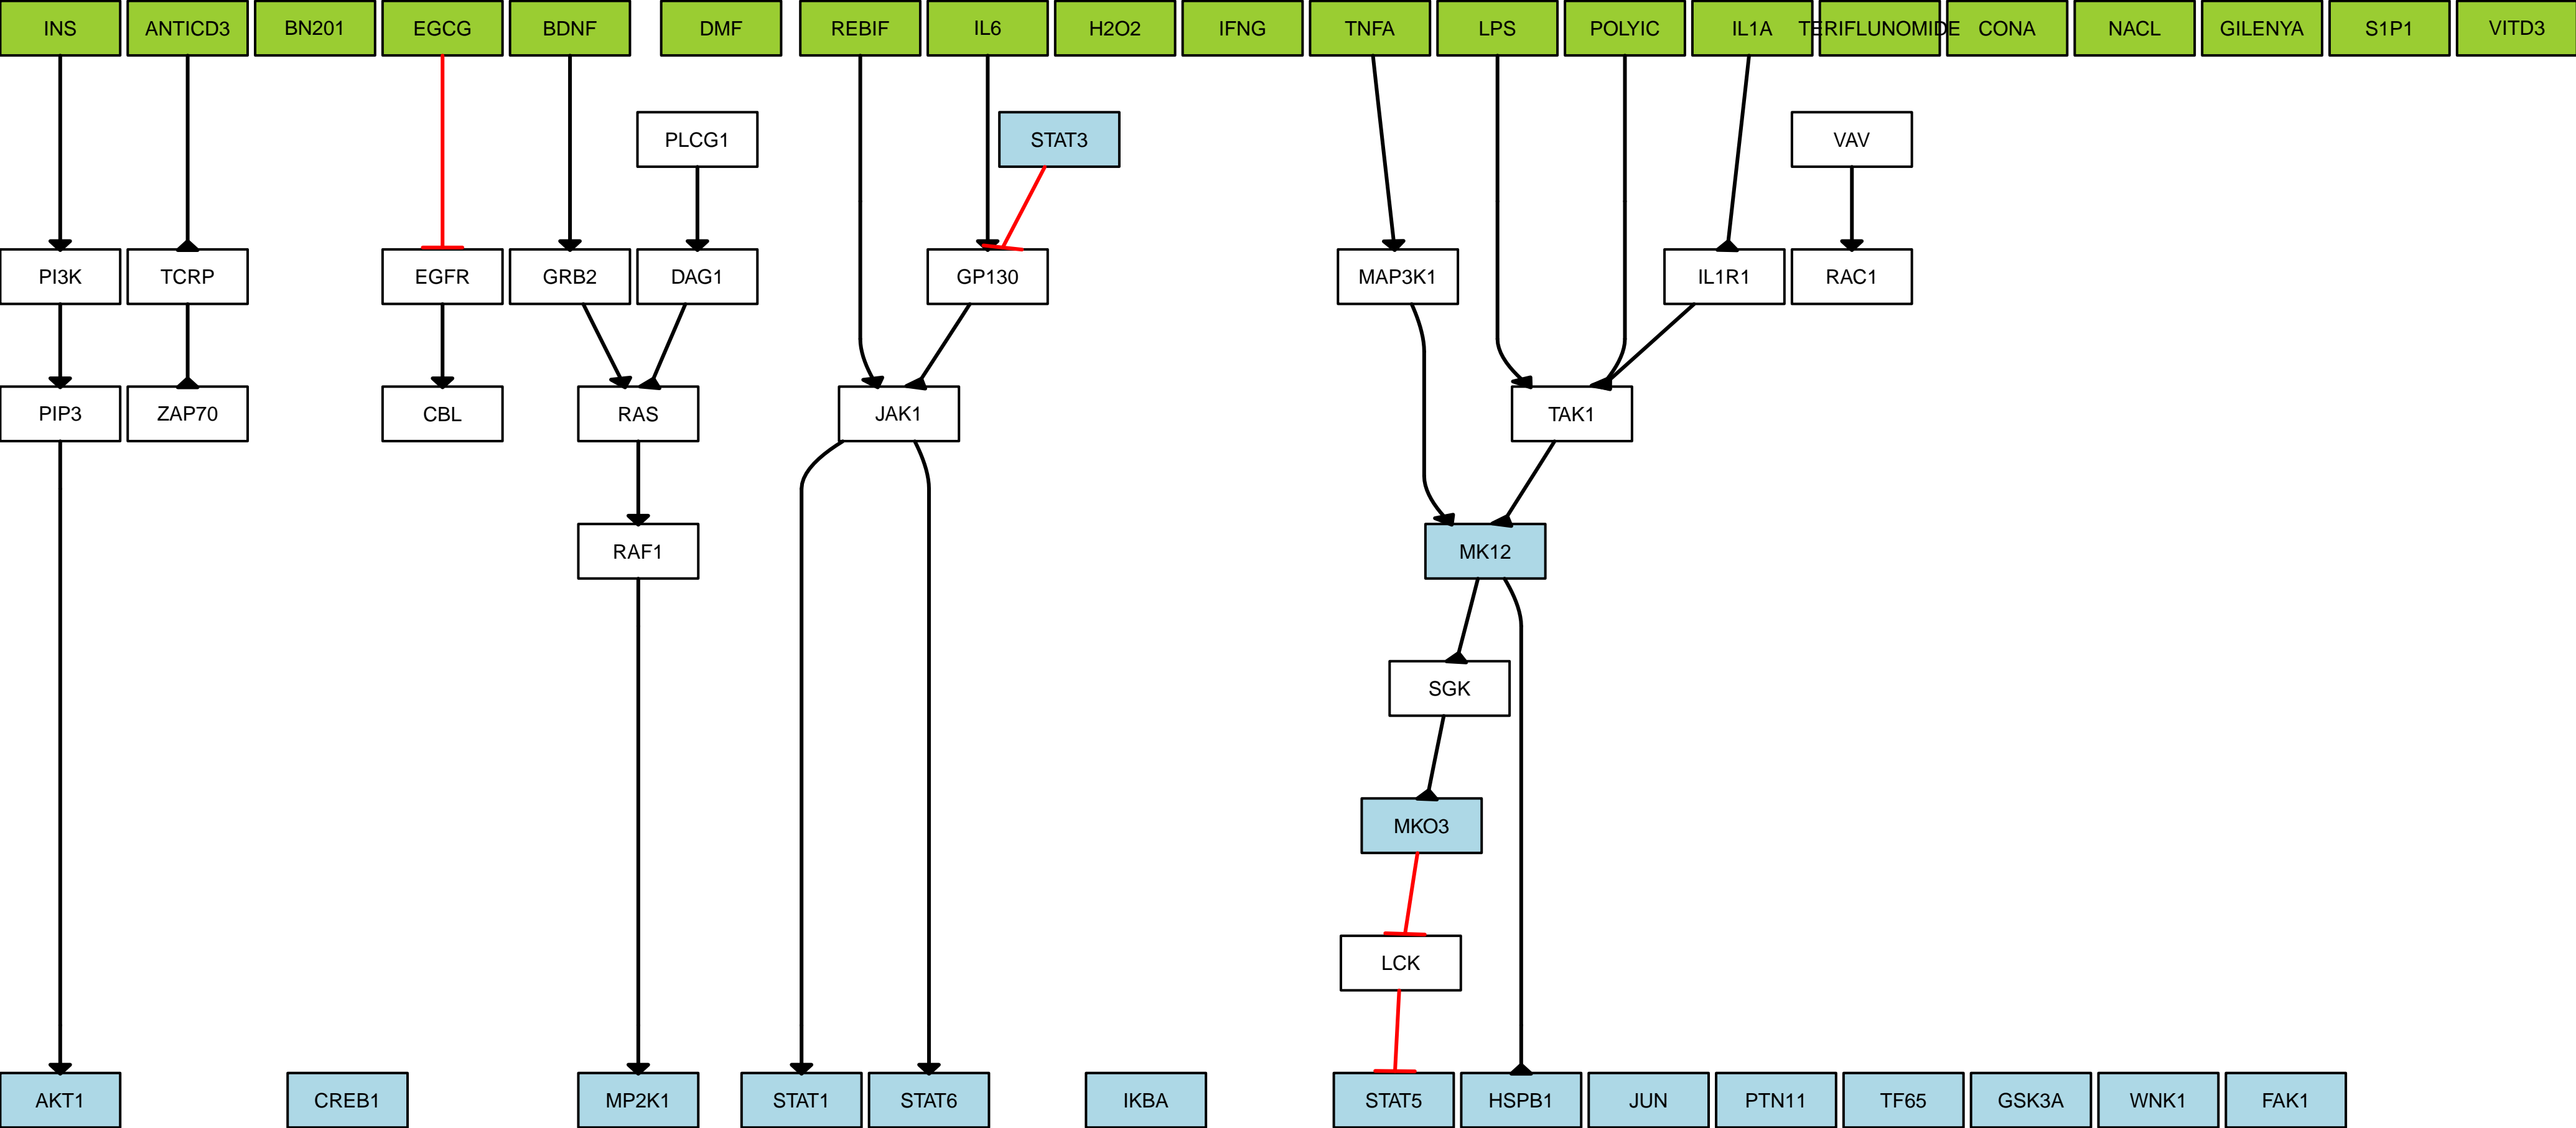 INS
ANTICD3
BN201
EGCG
BDNF
DMF
REBIF
IL6
H2O2
IFNG
TNFA
LPS
POLYIC
IL1A
TERIFLUNOMIDE
CONA
NACL
GILENYA
S1P1
VITD3
PLCG1
STAT3
VAV
PI3K
TCRP
EGFR
GRB2
DAG1
GP130
MAP3K1
IL1R1
RAC1
PIP3
ZAP70
CBL
RAS
JAK1
TAK1
RAF1
MK12
SGK
MKO3
LCK
AKT1
CREB1
MP2K1
STAT1
STAT6
IKBA
STAT5
HSPB1
JUN
PTN11
TF65
GSK3A
WNK1
FAK1